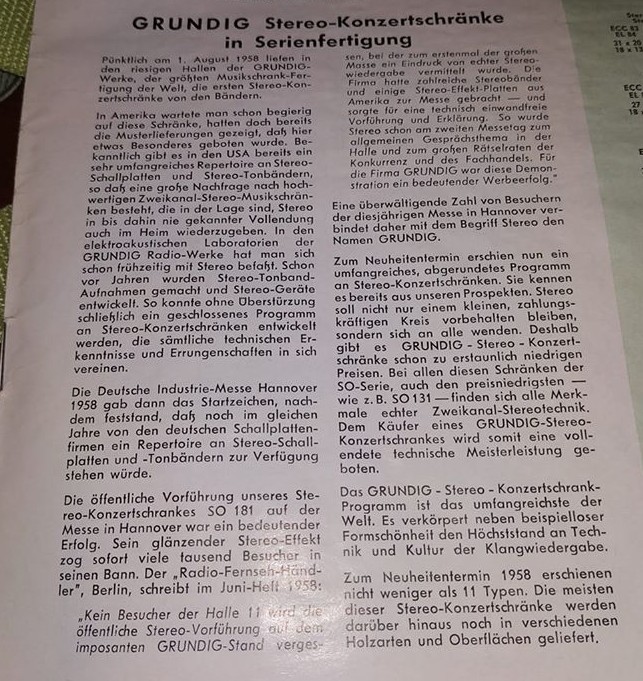 GRUNDIG Stereo-Konzertschränke
in Serienfertigung
Pünktlich am 1. August 1958 liefen in
den riesigen Hallen der GRUNDIG-
Werke, der größten Musikschrank-Fer-
tigung der Welt, die ersten Stereo-Kon-
zertschränke von den Bändern.
In Amerika wartete man schon begierig
auf diese Schränke, hatten doch bereits
die Musterlieferungen gezeigt, daß hier
etwas Besonderes geboten wurde. Be-
kanntlich gibt es in den USA bereits ein
sehr umfangreiches Repertoire an Stereo-
Schallplatten und Stereo-Tonbändern,
so daß eine große Nachfrage nach hoch-
wertigen Zweikanal-Stereo-Musikschrän-
ken besteht, die in der Lage sind, Stereo
in bis dahin nie gekannter Vollendung
auch im Heim wiederzugeben. In den
elektroakustischen Laboratorien der
GRUNDIG Radio-Werke hat man sich
schon frühzeitig mit Stereo befaßt. Schon
vor Jahren wurden Stereo-Tonband-
Aufnahmen gemacht und Stereo-Geräte
entwickelt. So konnte ohne Überstürzung
schließlich ein geschlossenes Programm
an Stereo-Konzertschränken entwickelt
werden, die sämtliche technischen Er-
kenntnisse und Errungenschaften in sich
vereinen.
Die Deutsche Industrie-Messe Hannover
1958 gab dann das Startzeichen, nach-
dem feststand, daß noch im gleichen
Jahre von den deutschen Schallplatten-
firmen ein Repertoire an Stereo-Schall-
platten und -Tonbändern zur Verfügung
stehen würde.
Die öffentliche Vorführung unseres Ste-
reo-Konzertschrankes SO 181 auf der
Messe in Hannover war ein bedeutender
Erfolg. Sein glänzender Stereo-Effekt
zog sofort viele tausend Besucher in
seinen Bann. Der „Radio-Fernseh-Händ-
ler", Berlin, schreibt im Juni-Heft 1958:
„Kein Besucher der Halle 11 wird die
öffentliche Stereo-Vorführung auf dem
imposanten GRUNDIG-Stand verges-
sen, bei der zum erstenmal der großen
Masse ein Eindruck von echter Stereo-
wiedergabe vermittelt wurde. Die
Firma hatte zahlreiche Stereobänder
und einige Stereo-Effekt-Platten aus
Amerika zur Messe gebracht — und
sorgte für eine technisch einwandfreie
Vorführung und Erklärung. So wurde
Stereo schon am zweiten Messetag zum
allgemeinen Gesprächsthema in der
Halle und zum großen Rätselraten der
Konkurrenz und des Fachhandels. Für
die Firma GRUNDIG war diese Demon-
stration ein bedeutender Werbeerfolg."
Eine überwältigende Zahl von Besuchern
der diesjährigen Messe in Hannover ver-
bindet daher mit dem Begriff Stereo den
Namen GRUNDIG.
Zum Neuheitentermin erschien nun ein
umfangreiches, abgerundetes Programm
an Stereo-Konzertschränken. Sie kennen
es bereits aus unseren Prospekten. Stereo
soll nicht nur einem kleinen, zahlungs-
kräftigen Kreis vorbehalten bleiben,
sondern sich an alle wenden. Deshalb
gibt es GRUNDIG - Stereo - Konzert-
schränke schon zu erstaunlich niedrigen
Preisen. Bei allen diesen Schränken der
SO-Serie, auch den preisniedrigsten —
wie z. B. SO 131 — finden sich alle Merk-
male echter Zweikanal-Stereotechnik.
Dem Käufer eines GRUNDIG-Stereo-
Konzertschrankes wird somit eine voll-
endete technische Meisterleistung ge-
boten.
Das GRUNDIG - Stereo - Konzertschrank-
Programm ist das umfangreichste der
Welt. Es verkörpert neben beispielloser
Formschönheit den Höchststand an Tech-
nik und Kultur der Klangwiedergabe.
Zum Neuheitentermin 1958 erschienen
nicht weniger als 11 Typen. Die meisten
dieser Stereo-Konzertschränke werden
darüber hinaus noch in verschiedenen
Holzarten und Oberflächen geliefert.
ECC 83
EL 84
21 x 20
18 x 13
ECC
EL
27
18